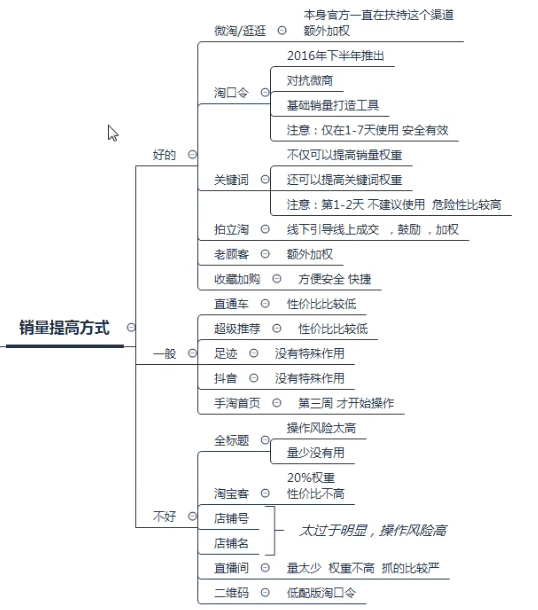 销量提高方式
好的
微淘/逛逛
本身官方一直在扶持这个渠道
额外加权
淘口令
2016年下半年推出
对抗微商
基础销量打造工具
注意：仅在1-7天使用 安全有效
关键词
不仅可以提高销量权重
还可以提高关键词权重
注意：第1-2天 不建议使用 危险性比较高
拍立淘
线下引导线上成交 ，鼓励 ，加权
老顾客
额外加权
收藏加购
方便安全 快捷
一般
直通车
性价比比较低
超级推荐
性价比比较低
足迹
没有特殊作用
抖音
没有特殊作用
手淘首页
第三周 才开始操作
不好
全标题
操作风险太高
量少没有用
淘宝客
20%权重
性价比不高
店铺号
店铺名
太过于明显，操作风险高
直播间
量太少 权重不高 抓的比较严
二维码
低配版淘口令